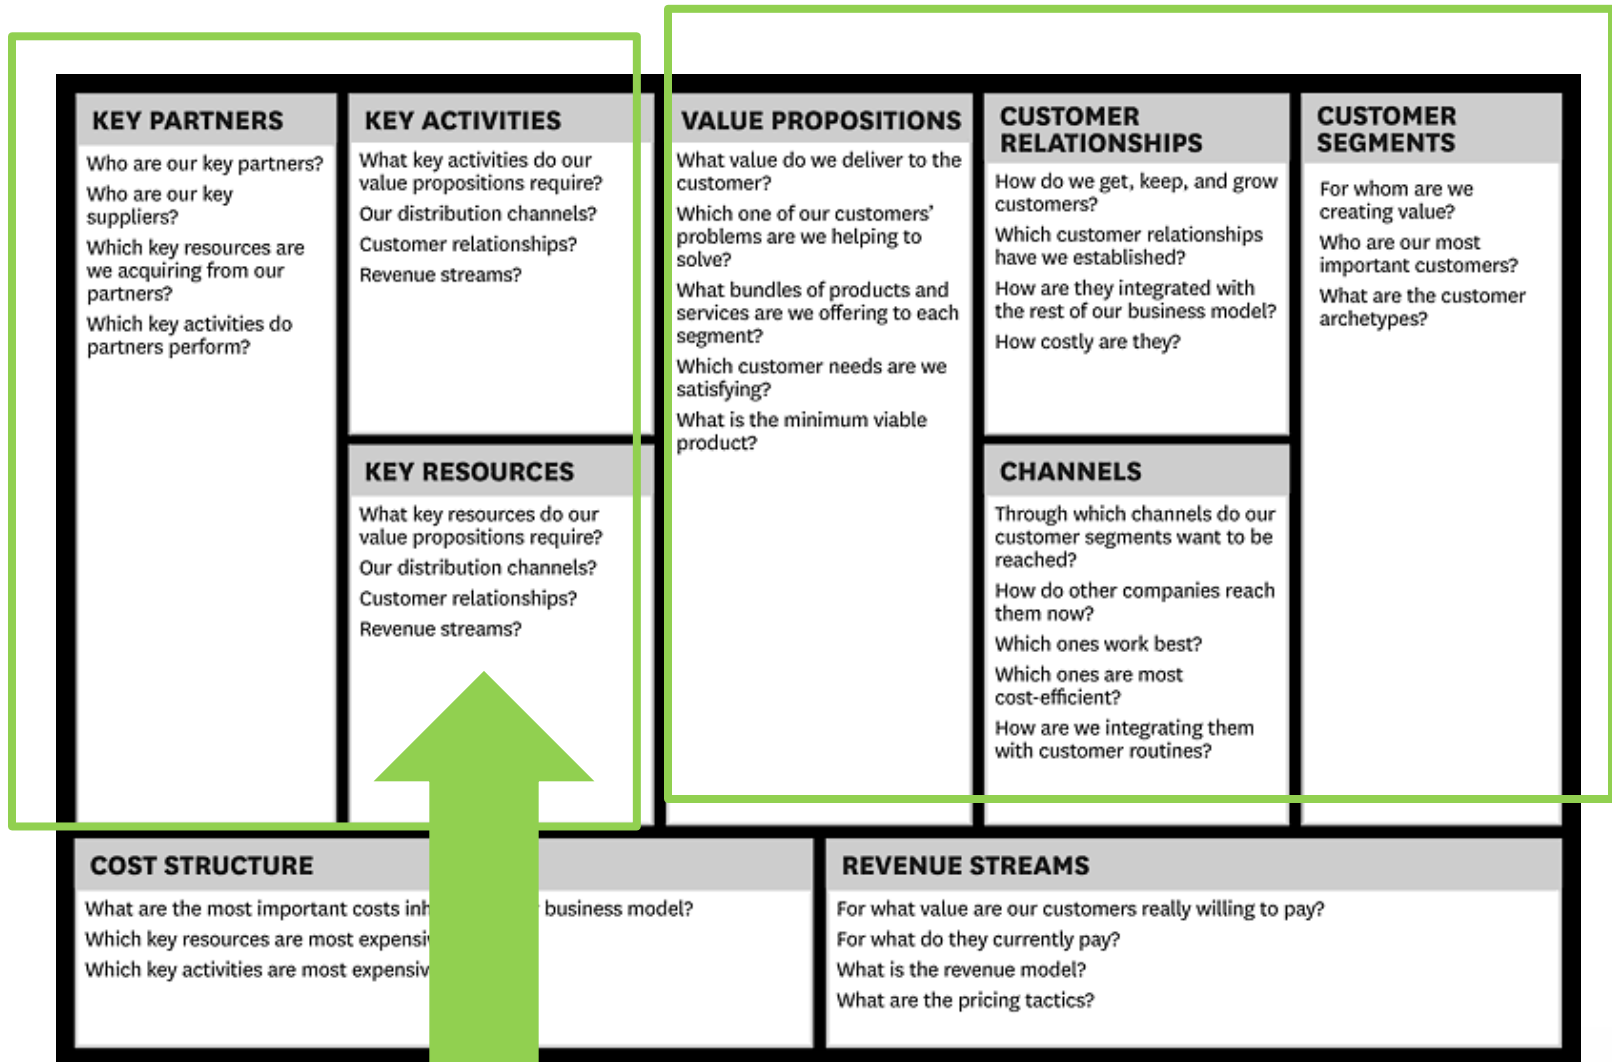 KEY PARTNERS
Who are our key partners?
Who are our key
suppliers?
Which key resources are
we acquiring from our
partners?
Which key activities do
partners perform?
KEY ACTIVITIES
What key activities do our
value propositions require?
Our distribution channels?
Customer relationships?
Revenue streams?
KEY RESOURCES
What key resources do our
value propositions require?
Our distribution channels?
Customer relationships?
Revenue streams?
VALUE PROPOSITIONS
What value do we deliver to the
customer?
Which one of our customers’
problems are we helping to
solve?
What bundles of products and
services are we offering to each
segment?
Which customer needs are we
satisfying?
What is the minimum viable
product?
CUSTOMER
RELATIONSHIPS
How do we get, keep, and grow
customers?
Which customer relationships
have we established?
How are they integrated with
the rest of our business model?
How costly are they?
CHANNELS
Through which channels do our
customer segments want to be
reached?
How do other companies reach
them now?
Which ones work best?
Which ones are most
cost-efficient?
How are we integrating them
with customer routines?
CUSTOMER
SEGMENTS
For whom are we
creating value?
Who are our most
important customers?
What are the customer
archetypes?
COST STRUCTURE
What are the most important costs business model?
Which key resources are most
Which key activities are most
REVENUE STREAMS
For what value are our customers really willing to pay?
For what do they currently pay?
What is the revenue model?
What are the pricing tactics?